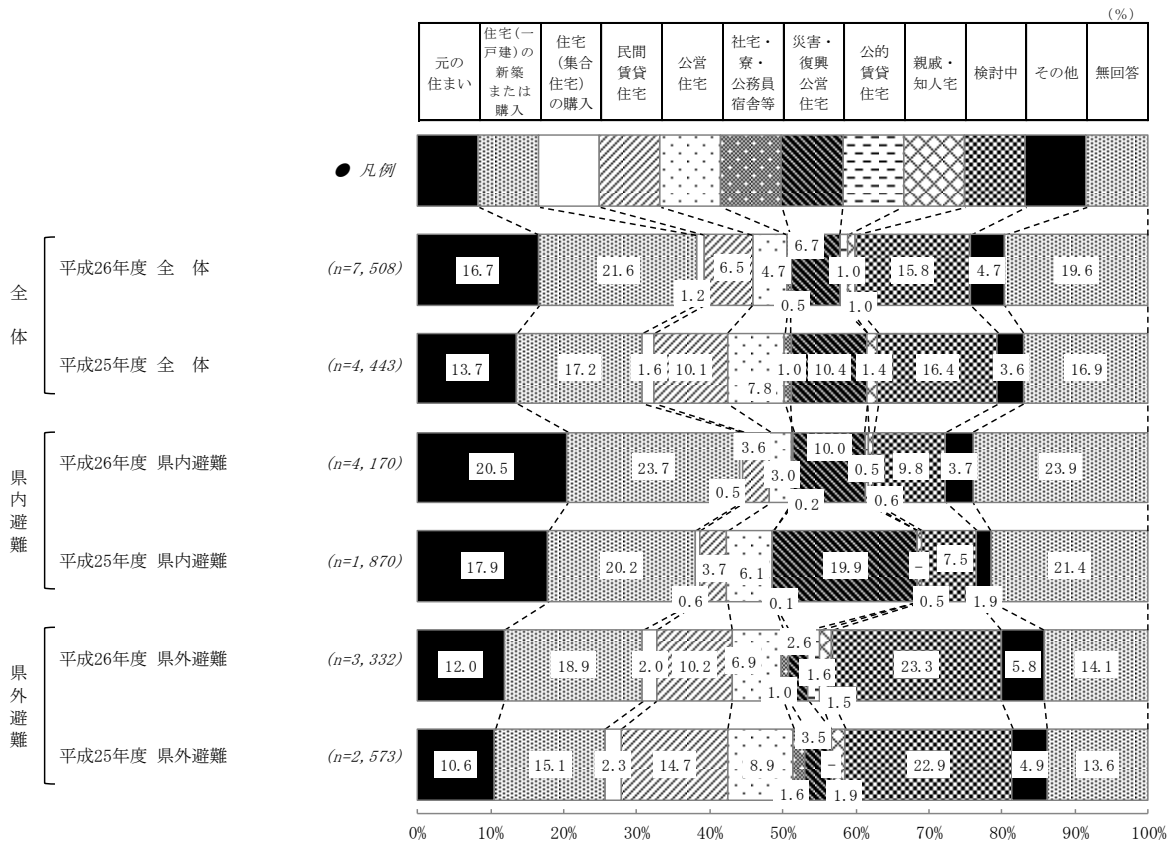 (%)
元の
住まい
住宅(一
戸建)の
新築
または
購入
住宅
(集合
住宅)
の購入
民間
賃貸
住宅
公営
住宅
社宅・
寮・
公務員
宿舎等
災害・
復興
公営
住宅
公的
賃貸
住宅
親戚・
知人宅
検討中
その他
無回答
● 凡例
全体
平成26年度 全 体 (n=7,508)
16.7 21.6 1.2 6.5 4.7 0.5 6.7 1.0 1.0 15.8 4.7 19.6
平成25年度 全 体 (n=4,443)
13.7 17.2 1.6 10.1 7.8 1.0 10.4 1.4 16.4 3.6 16.9
県内避難
平成26年度 県内避難 (n=4,170)
20.5 23.7 0.5 3.6 3.0 0.2 10.0 0.5 0.6 9.8 3.7 23.9
平成25年度 県内避難 (n=1,870)
17.9 20.2 0.6 3.7 6.1 0.1 19.9 - 0.5 7.5 1.9 21.4
県外避難
平成26年度 県外避難 (n=3,332)
12.0 18.9 2.0 10.2 6.9 1.0 2.6 1.6 1.5 23.3 5.8 14.1
平成25年度 県外避難 (n=2,573)
10.6 15.1 2.3 14.7 8.9 1.6 3.5 - 1.9 22.9 4.9 13.6
0% 10% 20% 30% 40% 50% 60% 70% 80% 90% 100%